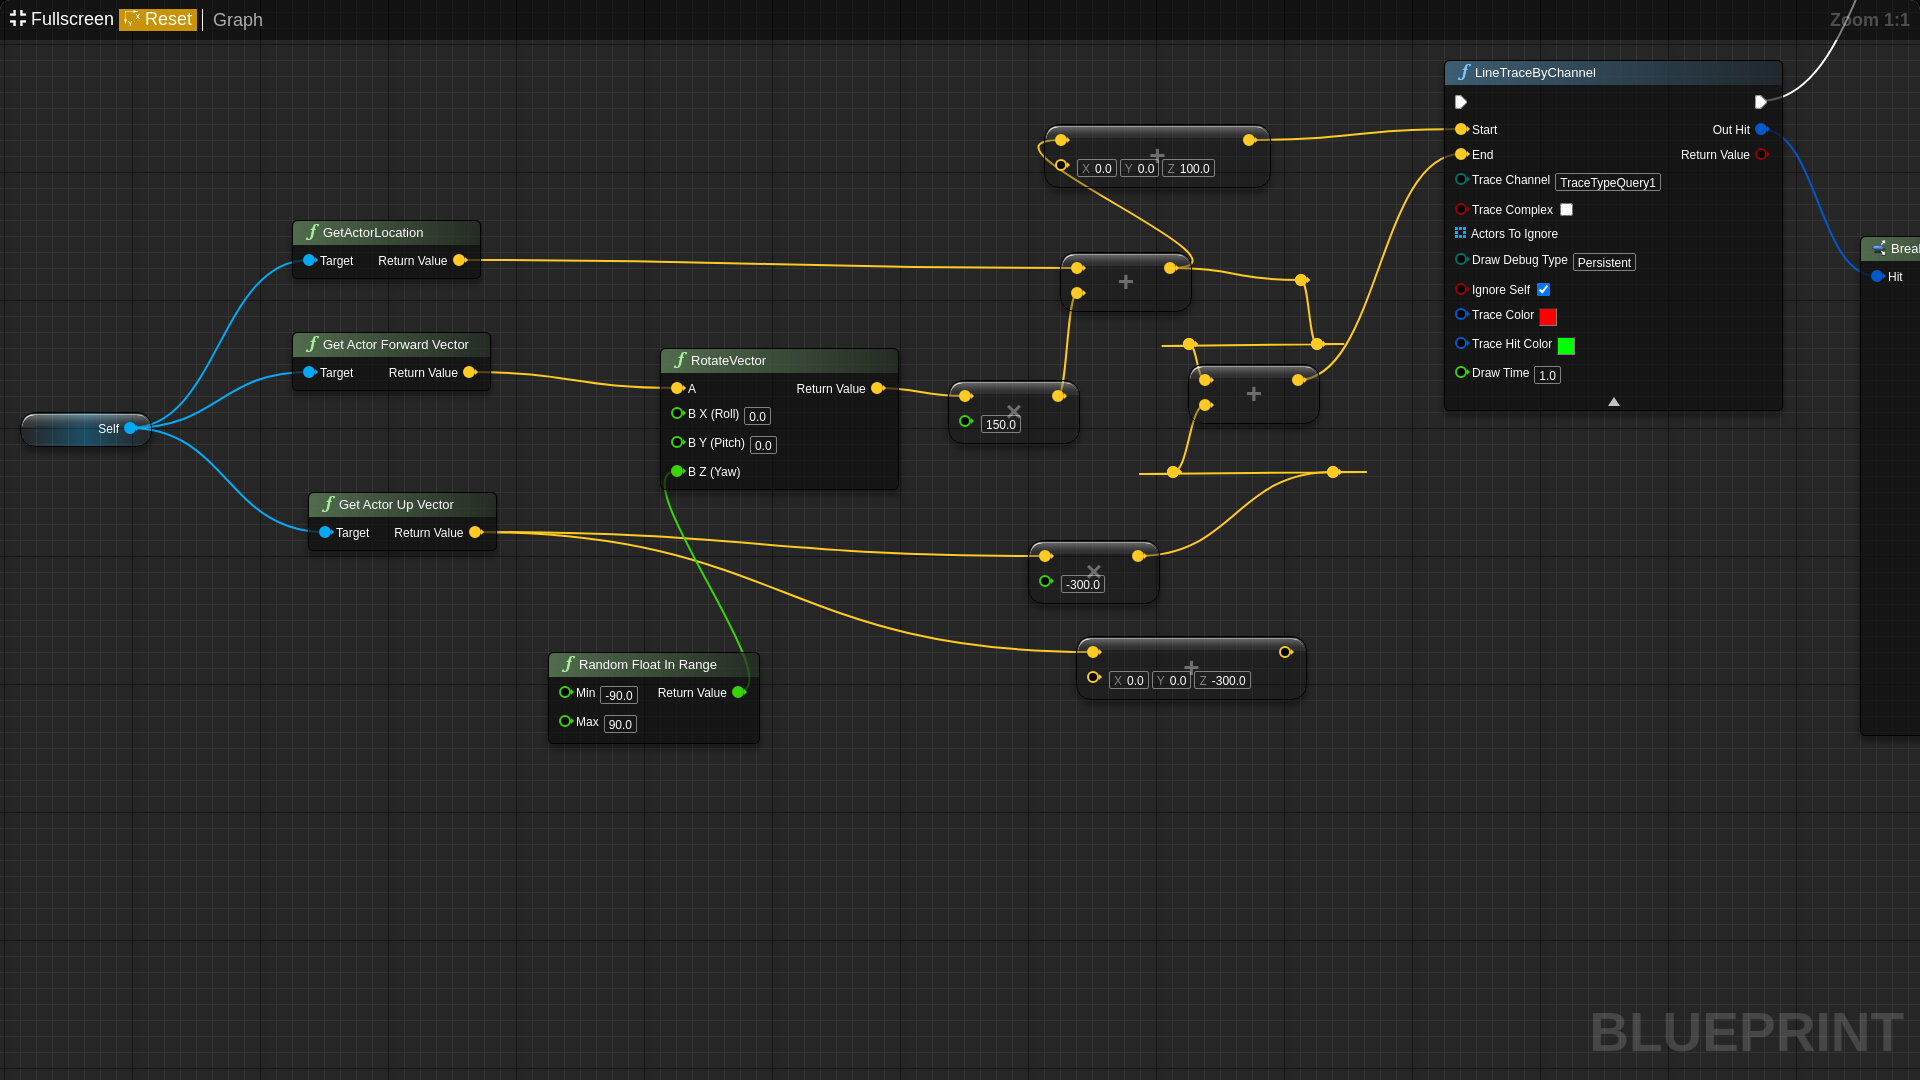 Fullscreen Reset Graph
Zoom 1:1
LineTraceByChannel
Start Out Hit
End Return Value
Trace Channel TraceTypeQuery1
Trace Complex
Actors To Ignore
Draw Debug Type Persistent
Ignore Self
Trace Color
Trace Hit Color
Draw Time 1.0
+
X 0.0 Y 0.0 Z 100.0
GetActorLocation
Target Return Value
+
Get Actor Forward Vector
Target Return Value
RotateVector
A Return Value
B X (Roll) 0.0
B Y (Pitch) 0.0
B Z (Yaw)
×
150.0
+
Self
Get Actor Up Vector
Target Return Value
×
-300.0
+
X 0.0 Y 0.0 Z -300.0
Random Float In Range
Min -90.0 Return Value
Max 90.0
Hit
BLUEPRINT